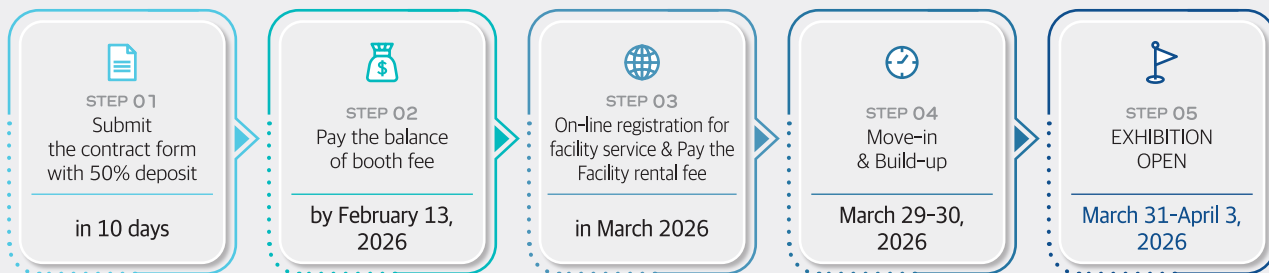 STEP 01
Submit
the contract form
with 50% deposit
in 10 days
STEP 02
Pay the balance
of booth fee
by February 13,
2026
STEP 03
On-line registration for
facility service & Pay the
Facility rental fee
in March 2026
STEP 04
Move-in
& Build-up
March 29-30,
2026
STEP 05
EXHIBITION
OPEN
March 31-April 3,
2026